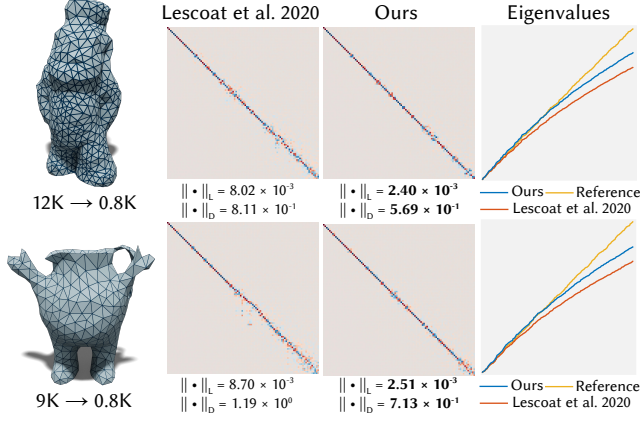 Lescoat et al. 2020
Ours
Eigenvalues
|| • ||L = 8.02 × 10⁻³
|| • ||D = 8.11 × 10⁻¹
|| • ||L = 2.40 × 10⁻³
|| • ||D = 5.69 × 10⁻¹
Ours
Reference
Lescoat et al. 2020
12K → 0.8K
|| • ||L = 8.70 × 10⁻³
|| • ||D = 1.19 × 10⁰
|| • ||L = 2.51 × 10⁻³
|| • ||D = 7.13 × 10⁻¹
Ours
Reference
Lescoat et al. 2020
9K → 0.8K